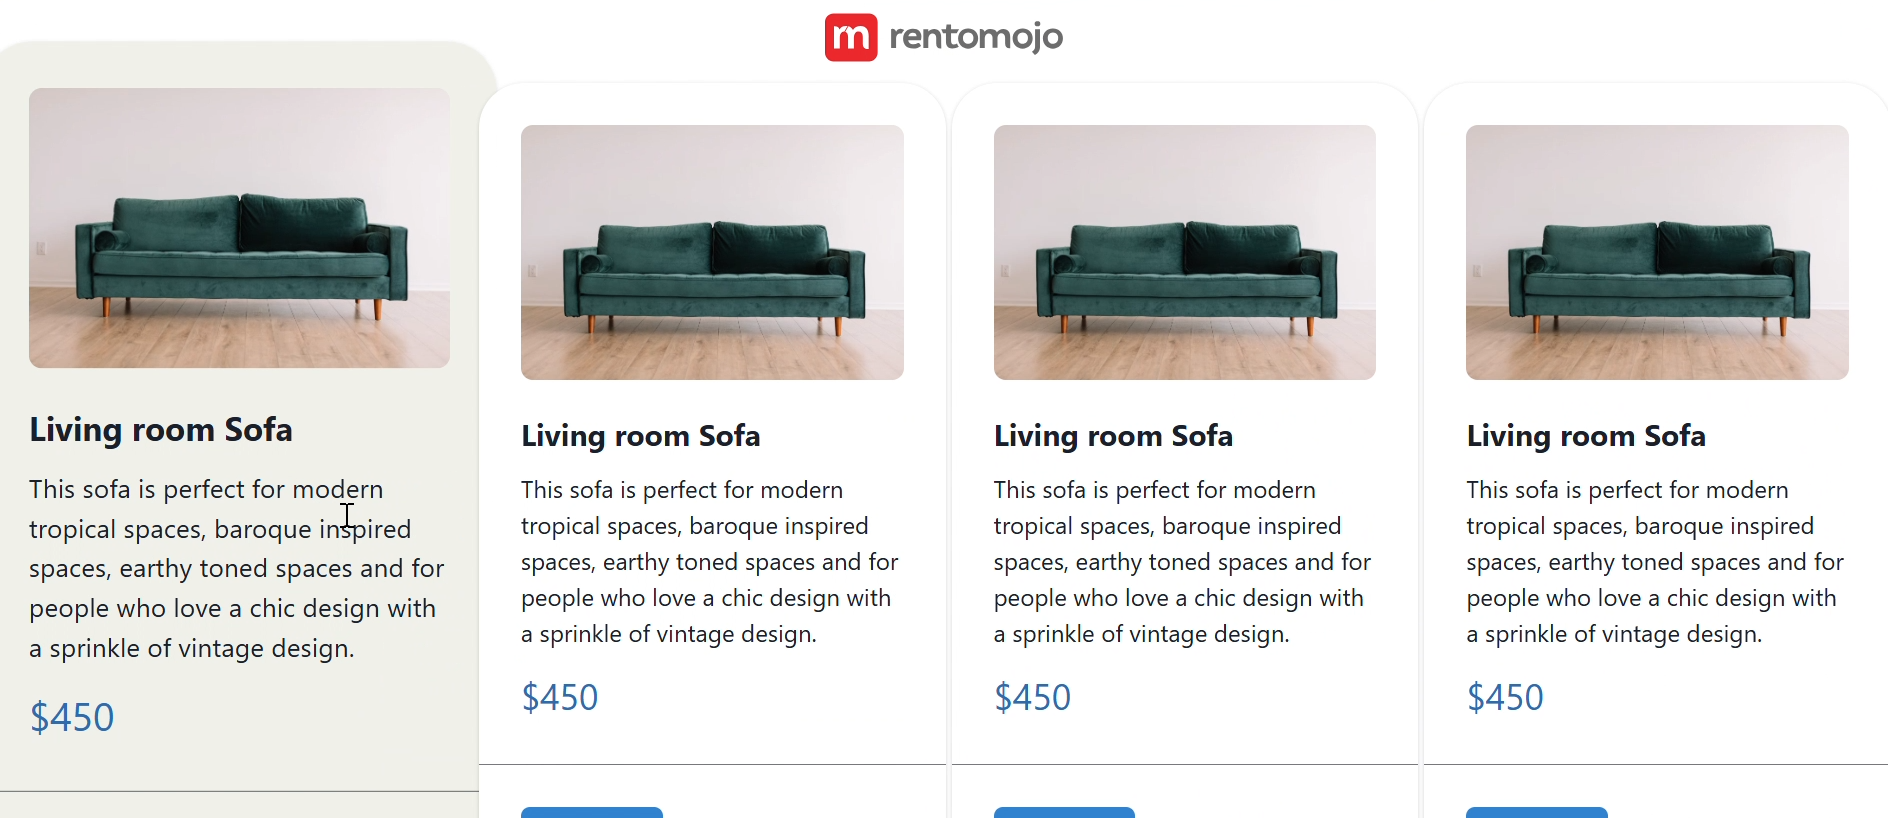 m rentomojo
Living room Sofa
This sofa is perfect for modern
tropical spaces, baroque inspired
spaces, earthy toned spaces and for
people who love a chic design with
a sprinkle of vintage design.
$450
Living room Sofa
This sofa is perfect for modern
tropical spaces, baroque inspired
spaces, earthy toned spaces and for
people who love a chic design with
a sprinkle of vintage design.
$450
Living room Sofa
This sofa is perfect for modern
tropical spaces, baroque inspired
spaces, earthy toned spaces and for
people who love a chic design with
a sprinkle of vintage design.
$450
Living room Sofa
This sofa is perfect for modern
tropical spaces, baroque inspired
spaces, earthy toned spaces and for
people who love a chic design with
a sprinkle of vintage design.
$450